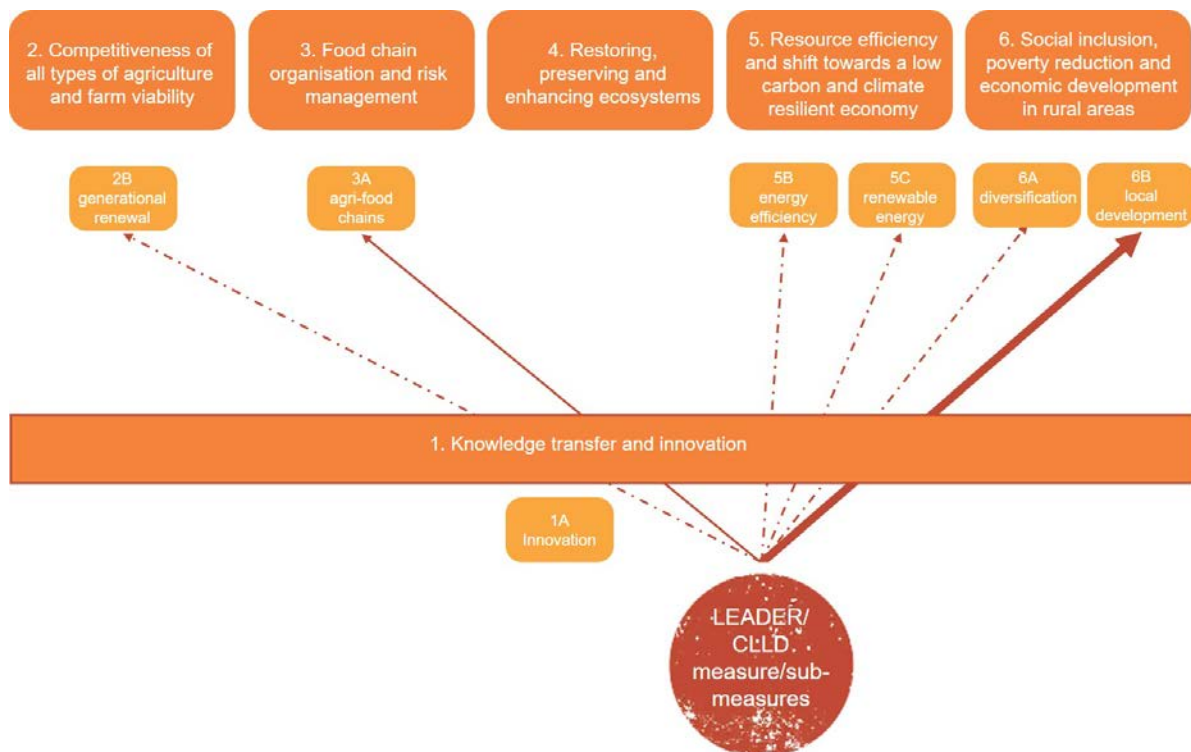 2. Competitiveness of
all types of agriculture
and farm viability
3. Food chain
organisation and risk
management
4. Restoring,
preserving and
enhancing ecosystems
5. Resource efficiency
and shift towards a low
carbon and climate
resilient economy
6. Social inclusion,
poverty reduction and
economic development
in rural areas
2B
generational
renewal
3A
agri-food
chains
5B
energy
efficiency
5C
renewable
energy
6A
diversification
6B
local
development
1. Knowledge transfer and innovation
1A
Innovation
LEADER/
CLLD
measure/sub-
measures